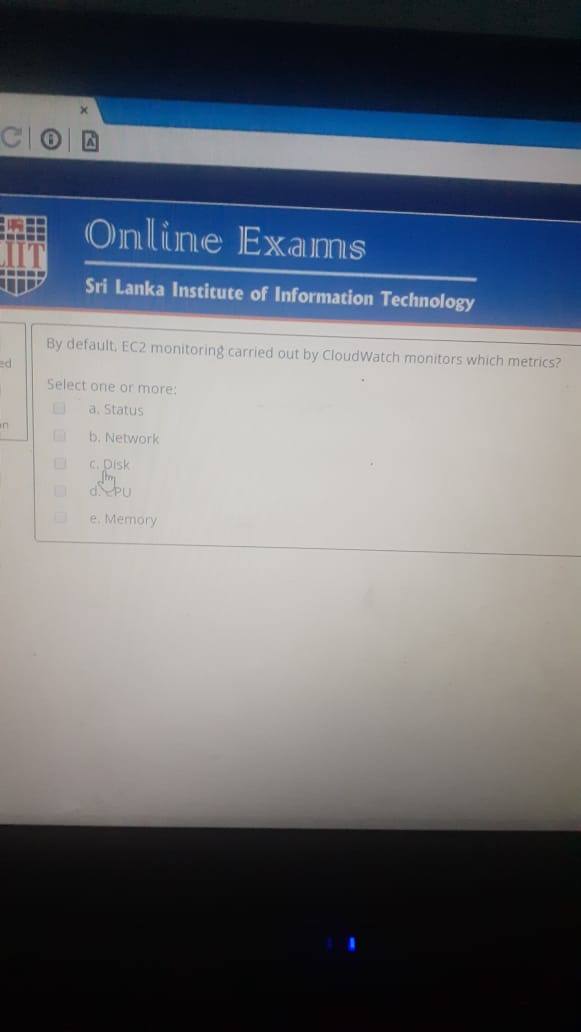 Online Exams
Sri Lanka Institute of Information Technology
By default, EC2 monitoring carried out by CloudWatch monitors which metrics?
ed
Select one or more:
a. Status
b. Network
c. Disk
d. CPU
e. Memory